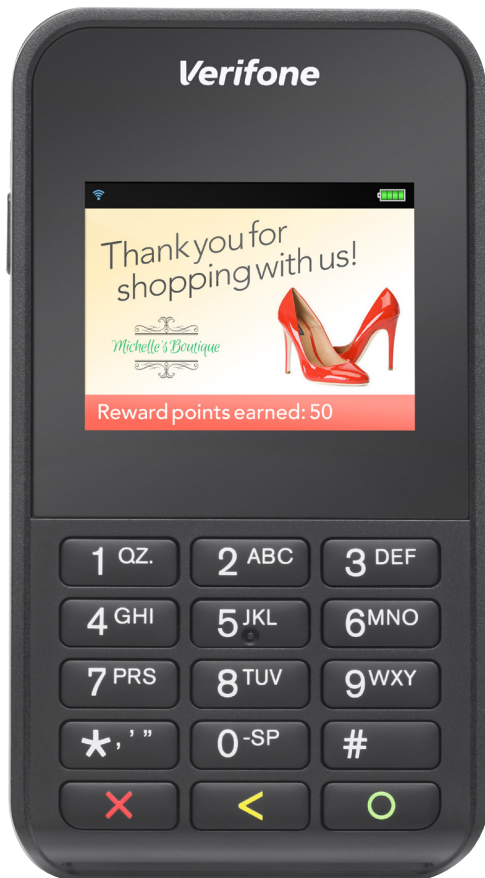 Verifone
Thank you for
shopping with us!
Michelle's Boutique
Reward points earned: 50
1 QZ. 2 ABC 3 DEF
4 GHI 5 JKL 6 MNO
7 PRS 8 TUV 9 WXY
*,'" 0 -SP #
X < O